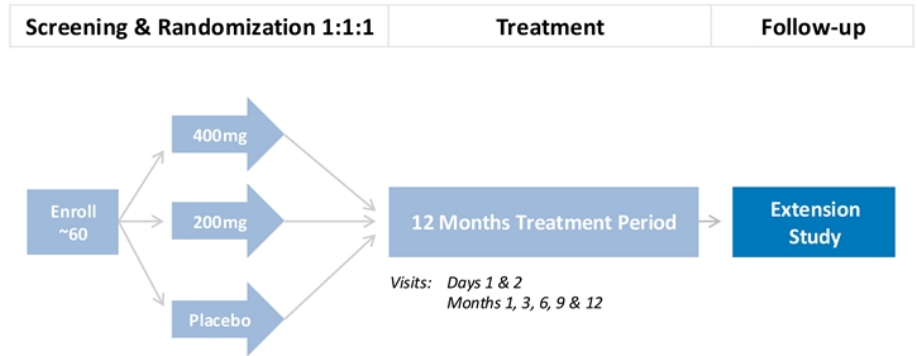 Screening & Randomization 1:1:1
Treatment
Follow-up
400mg
Enroll
~60
200mg
Placebo
12 Months Treatment Period
Extension
Study
Visits: Days 1 & 2
Months 1, 3, 6, 9 & 12